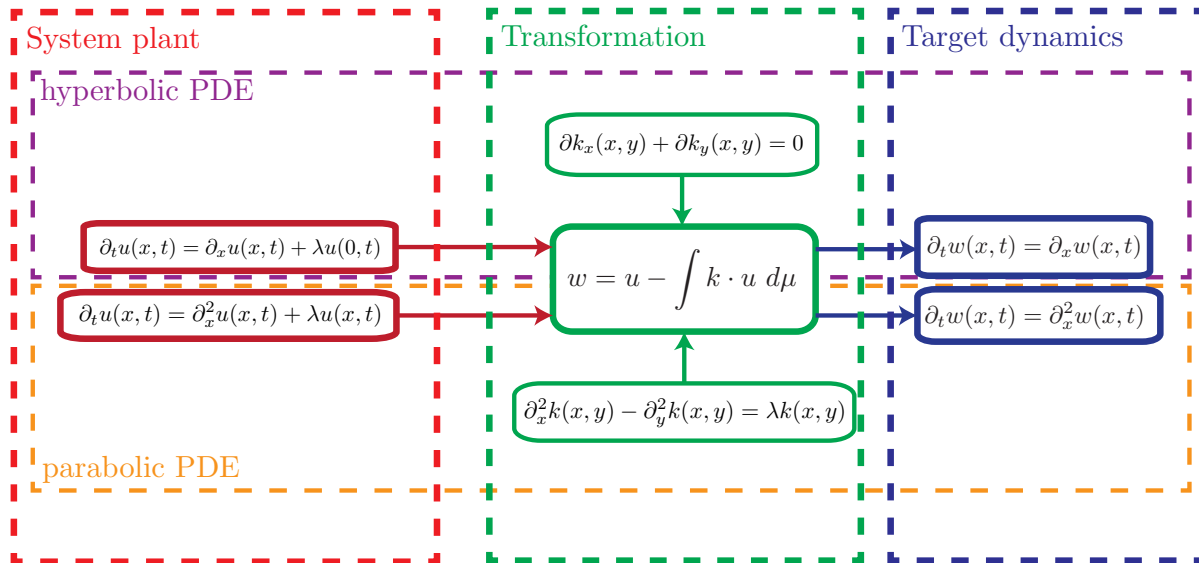 System plant
Transformation
Target dynamics
hyperbolic PDE
∂k_x(x, y) + ∂k_y(x, y) = 0
∂_t u(x, t) = ∂_x u(x, t) + λu(0, t)
w = u − ∫ k · u dμ
∂_t w(x, t) = ∂_x w(x, t)
∂_t u(x, t) = ∂_x^2 u(x, t) + λu(x, t)
∂_t w(x, t) = ∂_x^2 w(x, t)
∂_x^2 k(x, y) − ∂_y^2 k(x, y) = λk(x, y)
parabolic PDE